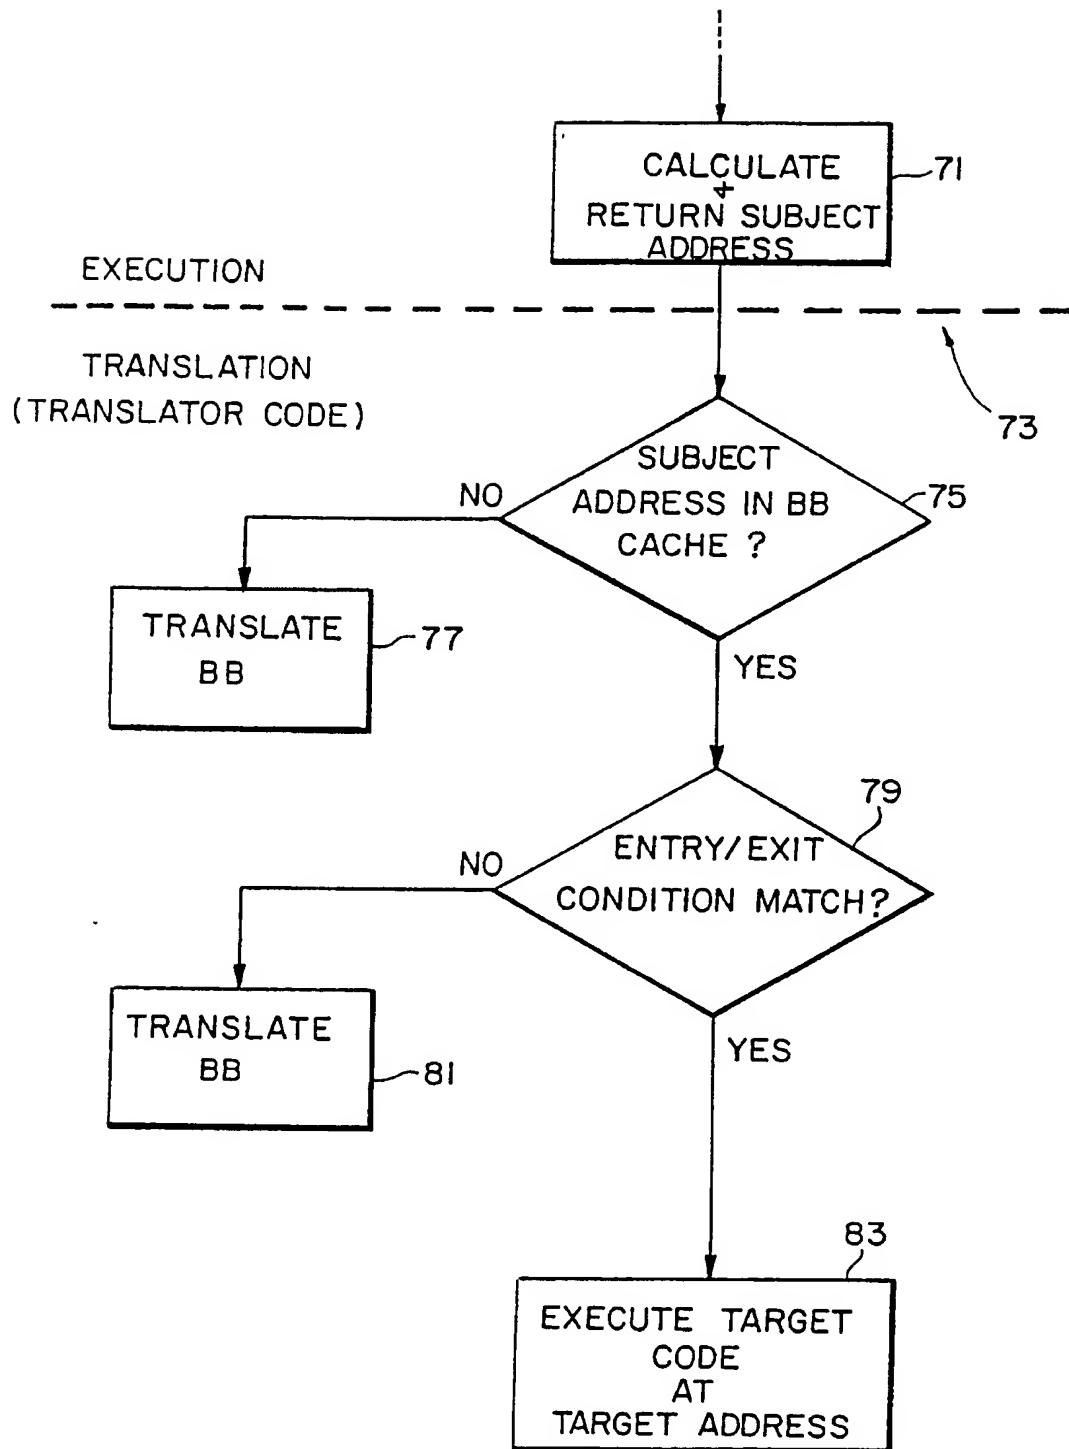 CALCULATE
&
RETURN SUBJECT
ADDRESS
71
EXECUTION
TRANSLATION
(TRANSLATOR CODE)
73
SUBJECT
ADDRESS IN BB
CACHE ?
75
NO
YES
TRANSLATE
BB
77
ENTRY/EXIT
CONDITION MATCH?
79
NO
YES
TRANSLATE
BB
81
83
EXECUTE TARGET
CODE
AT
TARGET ADDRESS